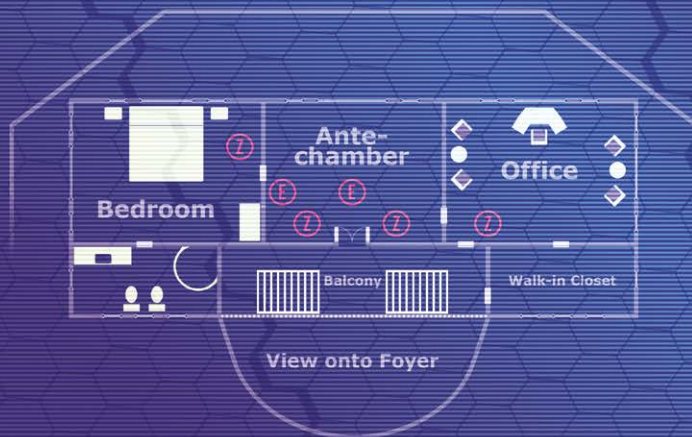 Ante-
chamber
Office
Z
E
E
Bedroom
Z
Z
Z
Balcony
Walk-in Closet
View onto Foyer